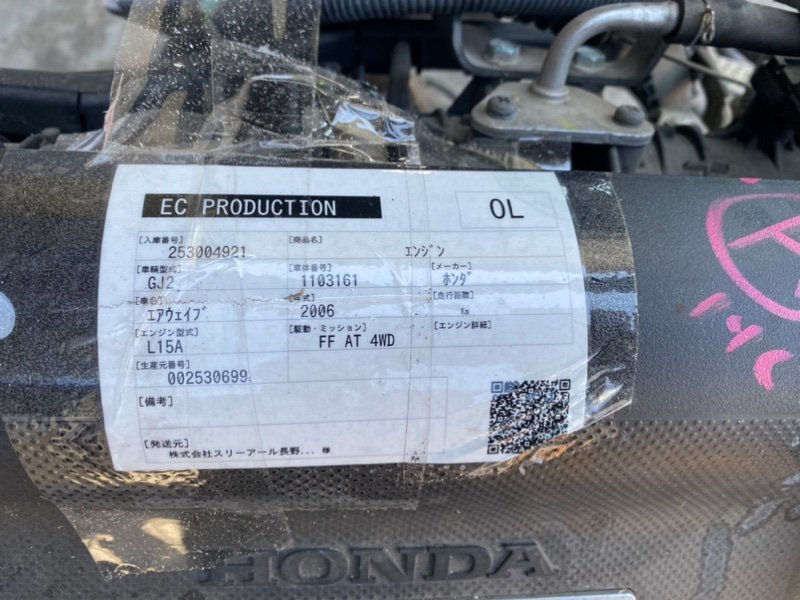 EC PRODUCTION
OL
[入庫番号] 253004921
[商品名] エンジン
[車輌型式] GJ2
[車体番号] 1103161
[メーカー] ホンダ
[車名] エアウェイブ
[年式] 2006
[走行距離] Km
[エンジン型式] L15A
[駆動・ミッション] FF AT 4WD
[エンジン詳細]
[生産元番号] 002530699
[備考]
[発送元]
株式会社スリーアール長野... 様
HONDA